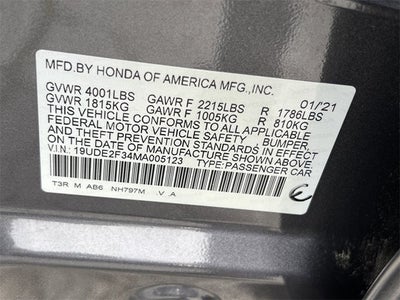 MFD.BY HONDA OF AMERICA MFG.,INC.
GVWR 4001LBS GAWR F 2215LBS R 1786LBS 01/'21
GVWR 1815KG GAWR F 1005KG R 810KG
THIS VEHICLE CONFORMS TO ALL APPLICABLE
FEDERAL MOTOR VEHICLE SAFETY, BUMPER,
AND THEFT PREVENTION STANDARDS IN EFFECT
ON THE DATE OF MANUFACTURE SHOWN ABOVE.
V.I.N.: 19UDE2F34MA005123 TYPE:PASSENGER CAR
T3R M AB6 NH797M V .A